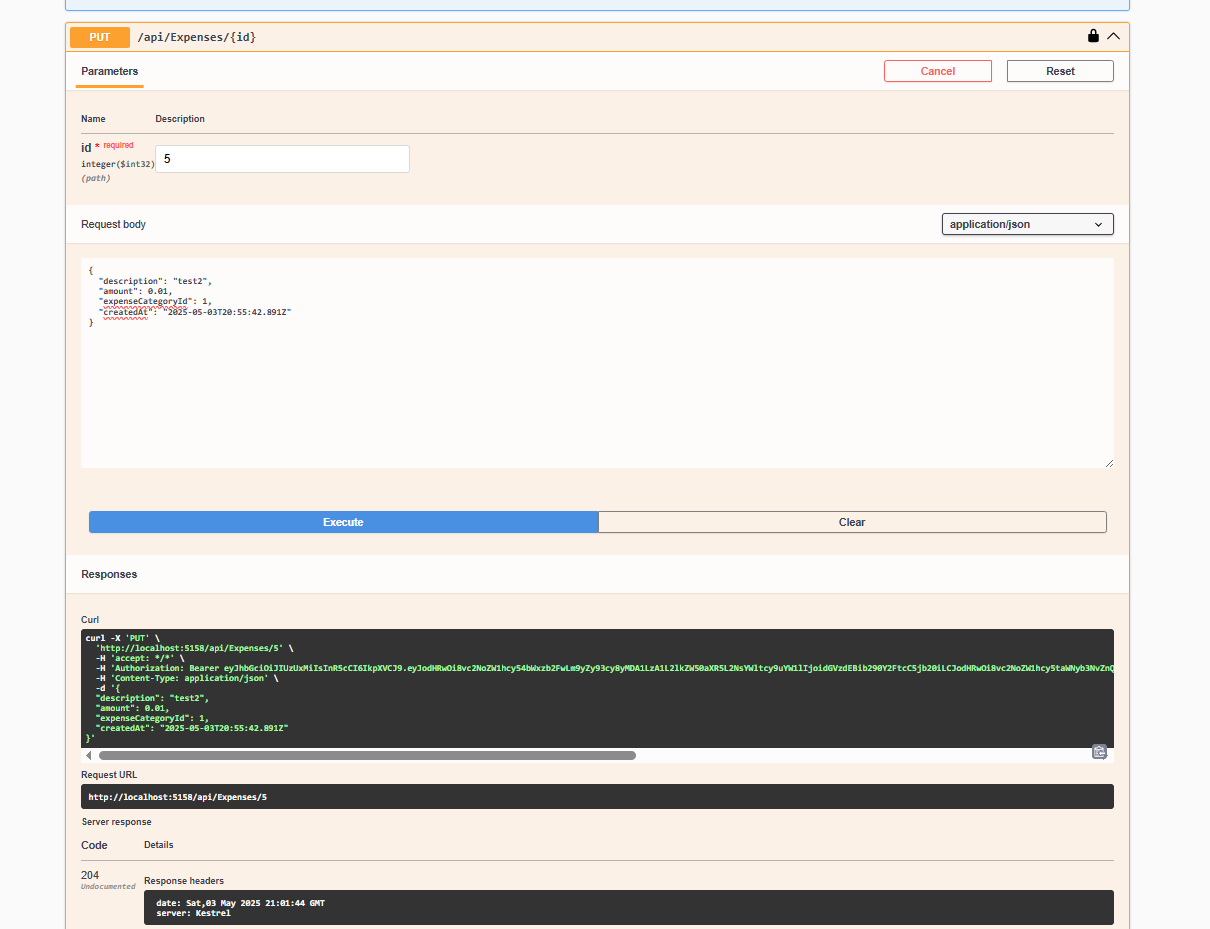 PUT /api/Expenses/{id}
Parameters Cancel Reset
Name Description
id * required
integer($int32) 5
(path)
Request body application/json
{
"description": "test2",
"amount": 0.01,
"expenseCategoryId": 1,
"createdAt": "2025-05-03T20:55:42.891Z"
}
Execute Clear
Responses
Curl
curl -X 'PUT' \
'http://localhost:5158/api/Expenses/5' \
-H 'accept: */*' \
-H 'Authorization: Bearer
-H 'Content-Type: application/json' \
-d '{
"description": "test2",
"amount": 0.01,
"expenseCategoryId": 1,
"createdAt": "2025-05-03T20:55:42.891Z"
}'
Request URL
http://localhost:5158/api/Expenses/5
Server response
Code Details
204
Undocumented
Response headers
date: Sat,03 May 2025 21:01:44 GMT
server: Kestrel